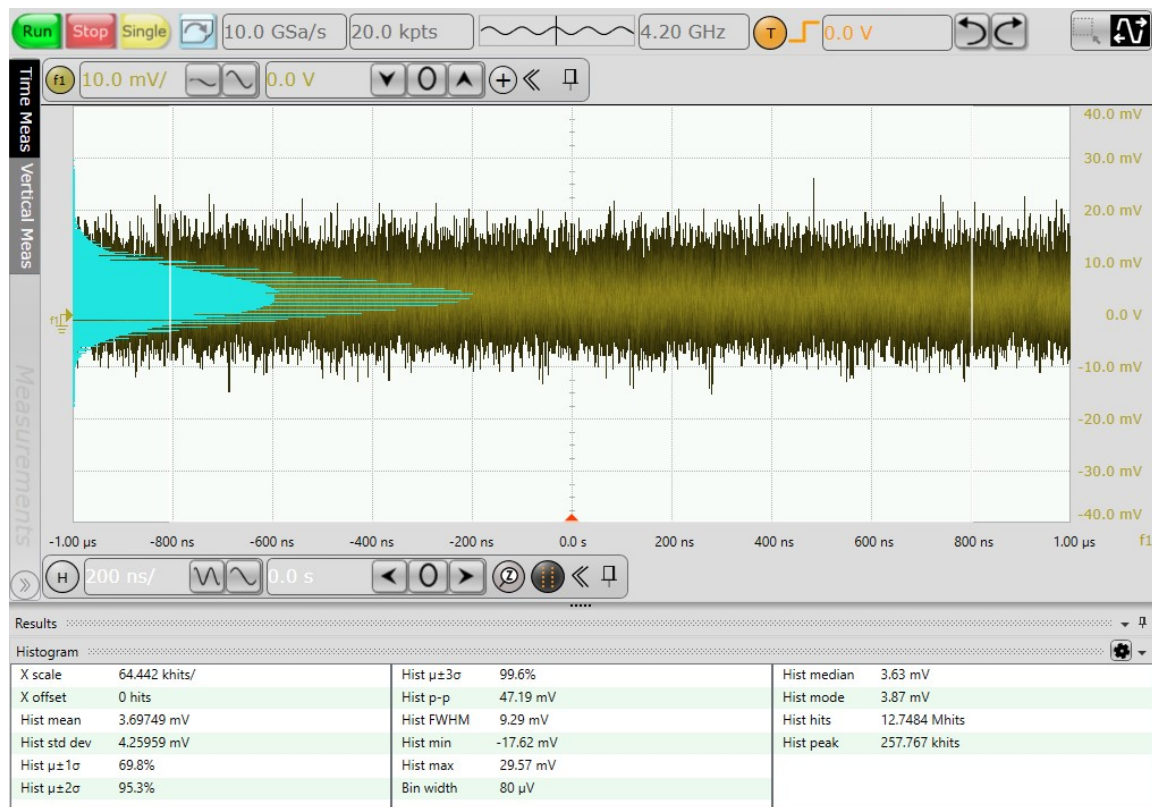 Run Stop Single 10.0 GSa/s 20.0 kpts 4.20 GHz T 0.0 V
Time Meas
Vertical Meas
Measurements
f1 10.0 mV/ 0.0 V 0
40.0 mV
30.0 mV
20.0 mV
10.0 mV
0.0 V
-10.0 mV
-20.0 mV
-30.0 mV
-40.0 mV
f1
-1.00 µs -800 ns -600 ns -400 ns -200 ns 0.0 s 200 ns 400 ns 600 ns 800 ns 1.00 µs f1
H 200 ns/ 0.0 s 0 Z
Results
Histogram
X scale 64.442 khits/ Hist µ±3σ 99.6% Hist median 3.63 mV
X offset 0 hits Hist p-p 47.19 mV Hist mode 3.87 mV
Hist mean 3.69749 mV Hist FWHM 9.29 mV Hist hits 12.7484 Mhits
Hist std dev 4.25959 mV Hist min -17.62 mV Hist peak 257.767 khits
Hist µ±1σ 69.8% Hist max 29.57 mV
Hist µ±2σ 95.3% Bin width 80 µV